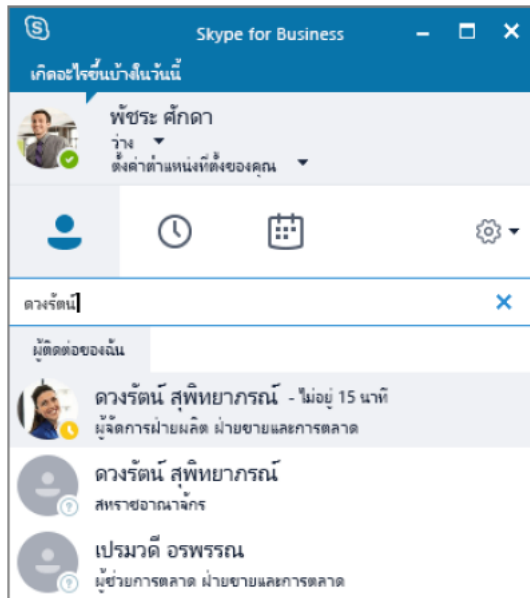 Skype for Business
เกิดอะไรขึ้นบ้างในวันนี้
พัชระ ศักดา
ว่าง
ตั้งค่าตำแหน่งที่ตั้งของคุณ
ดวงรัตน์
ผู้ติดต่อของฉัน
ดวงรัตน์ สุพิทยาภรณ์ - ไม่อยู่ 15 นาที
ผู้จัดการฝ่ายผลิต ฝ่ายขายและการตลาด
ดวงรัตน์ สุพิทยาภรณ์
สหราชอาณาจักร
เปรมวดี อรพรรณ
ผู้ช่วยการตลาด ฝ่ายขายและการตลาด